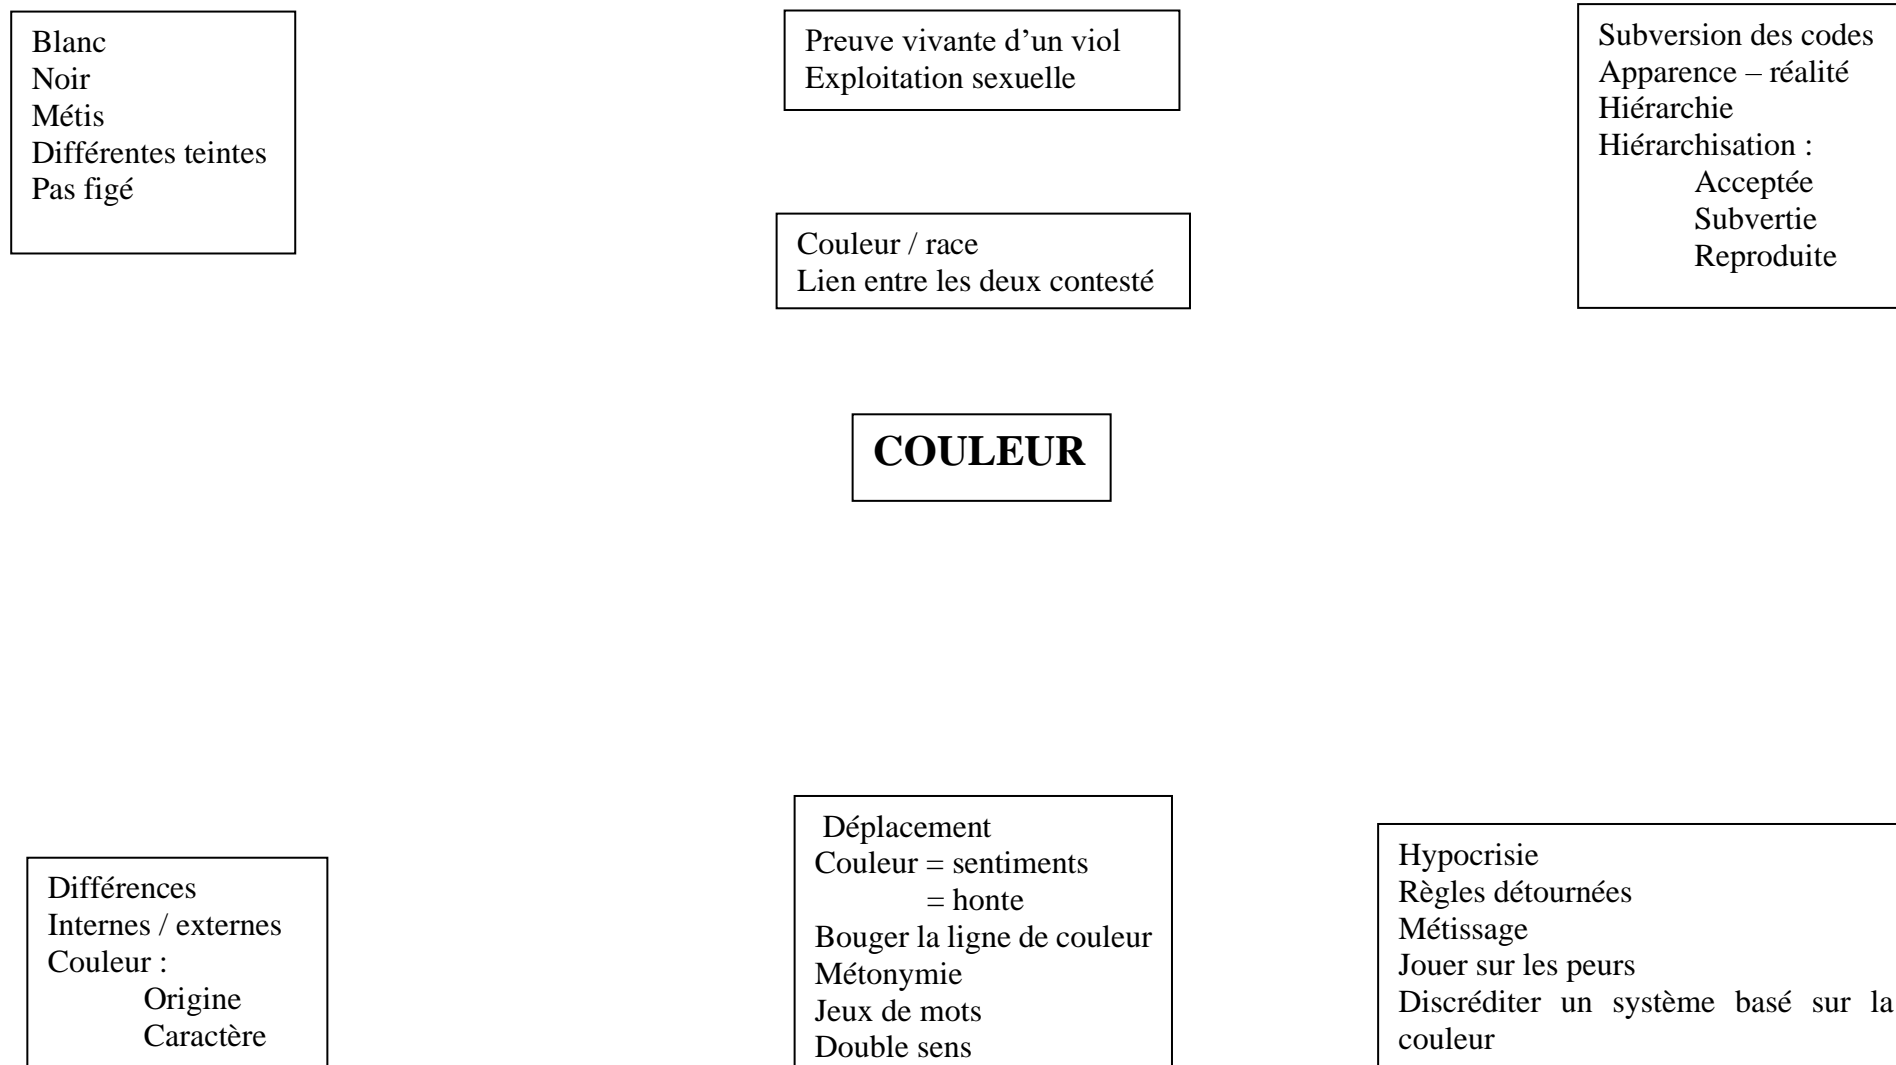 Blanc
Noir
Métis
Différentes teintes
Pas figé
Preuve vivante d’un viol
Exploitation sexuelle
Subversion des codes
Apparence – réalité
Hiérarchie
Hiérarchisation :
Acceptée
Subvertie
Reproduite
Couleur / race
Lien entre les deux contesté
COULEUR
Différences
Internes / externes
Couleur :
Origine
Caractère
Déplacement
Couleur = sentiments
= honte
Bouger la ligne de couleur
Métonymie
Jeux de mots
Double sens
Hypocrisie
Règles détournées
Métissage
Jouer sur les peurs
Discréditer un système basé sur la
couleur